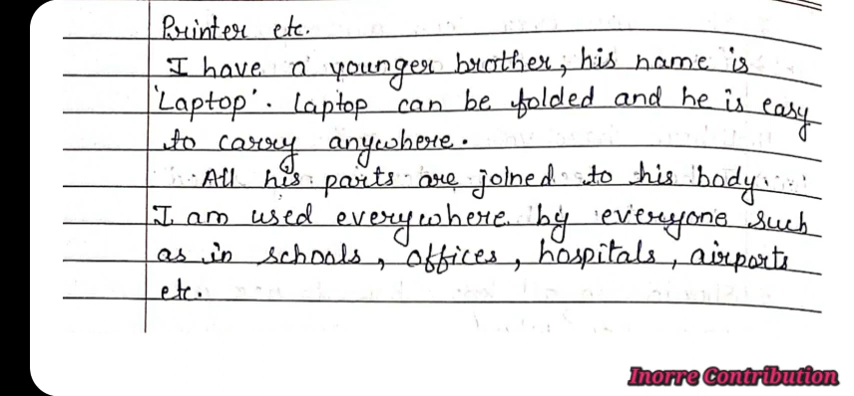 Printer etc.
I have a younger brother, his name is
'Laptop'. Laptop can be folded and he is easy
to carry anywhere.
All his parts are joined to his body.
I am used everywhere by everyone such
as in schools, offices, hospitals, airports
etc.
Inorre Contribution